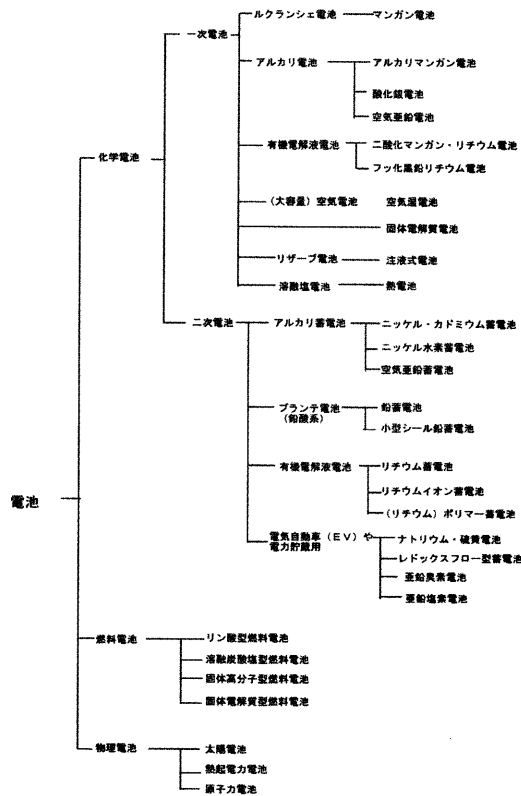 ルクランシェ電池 マンガン電池
一次電池
アルカリ電池 アルカリマンガン電池
酸化銀電池
空気亜鉛電池
有機電解液電池 二酸化マンガン・リチウム電池
フッ化黒鉛リチウム電池
化学電池
(大容量)空気電池 空気湿電池
固体電解質電池
リザーブ電池 注液式電池
溶融塩電池 熱電池
二次電池 アルカリ蓄電池 ニッケル・カドミウム蓄電池
ニッケル水素蓄電池
空気亜鉛蓄電池
プランテ電池 鉛蓄電池
(鉛酸系) 小型シール鉛蓄電池
有機電解液電池 リチウム蓄電池
リチウムイオン蓄電池
(リチウム)ポリマー蓄電池
電池
電気自動車(EV)や ナトリウム・硫黄電池
電力貯蔵用 レドックスフロー型蓄電池
亜鉛臭素電池
亜鉛塩素電池
燃料電池 リン酸型燃料電池
溶融炭酸塩型燃料電池
固体高分子型燃料電池
固体電解質型燃料電池
物理電池 太陽電池
熱起電力電池
原子力電池